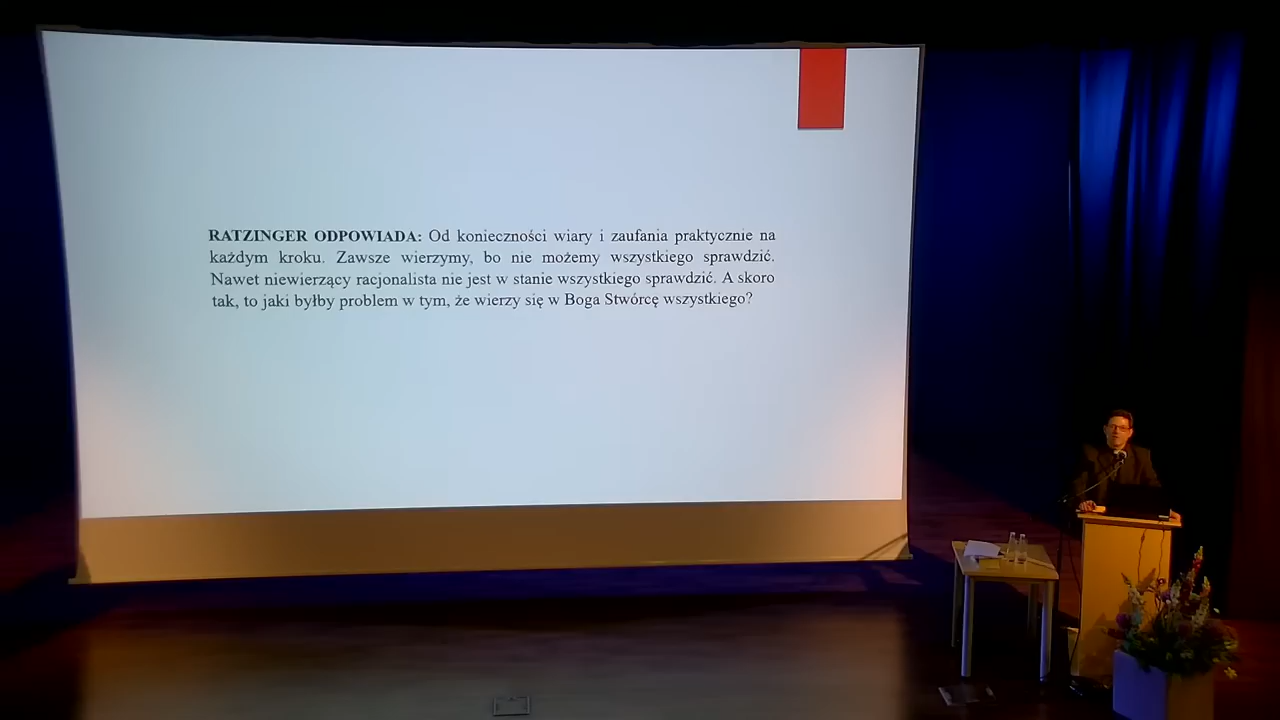 RATZINGER ODPOWIADA: Od konieczności wiary i zaufania praktycznie na
każdym kroku. Zawsze wierzymy, bo nie możemy wszystkiego sprawdzić.
Nawet niewierzący racjonalista nie jest w stanie wszystkiego sprawdzić. A skoro
tak, to jaki byłby problem w tym, że wierzy się w Boga Stwórcę wszystkiego?